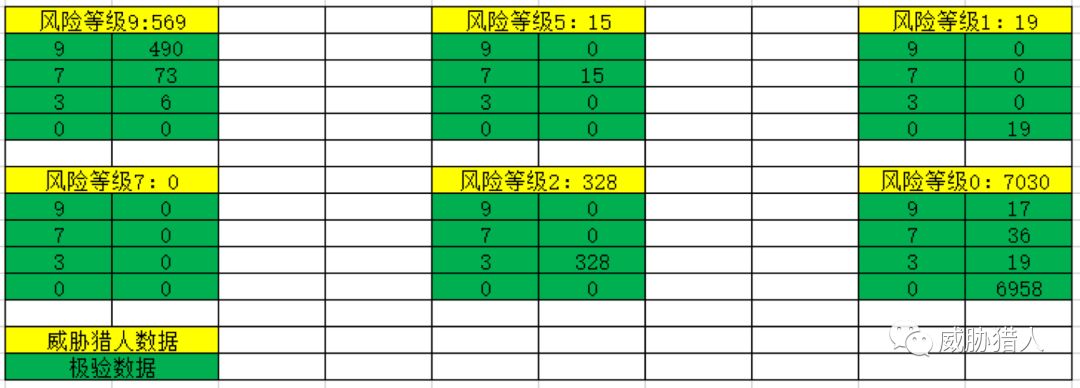 风险等级9:569 风险等级5：15 风险等级1：19
9 490 9 0 9 0
7 73 7 15 7 0
3 6 3 0 3 0
0 0 0 0 0 19
风险等级7：0 风险等级2：328 风险等级0：7030
9 0 9 0 9 17
7 0 7 0 7 36
3 0 3 328 3 19
0 0 0 0 0 6958
威胁猎人数据
极验数据
威胁猎人